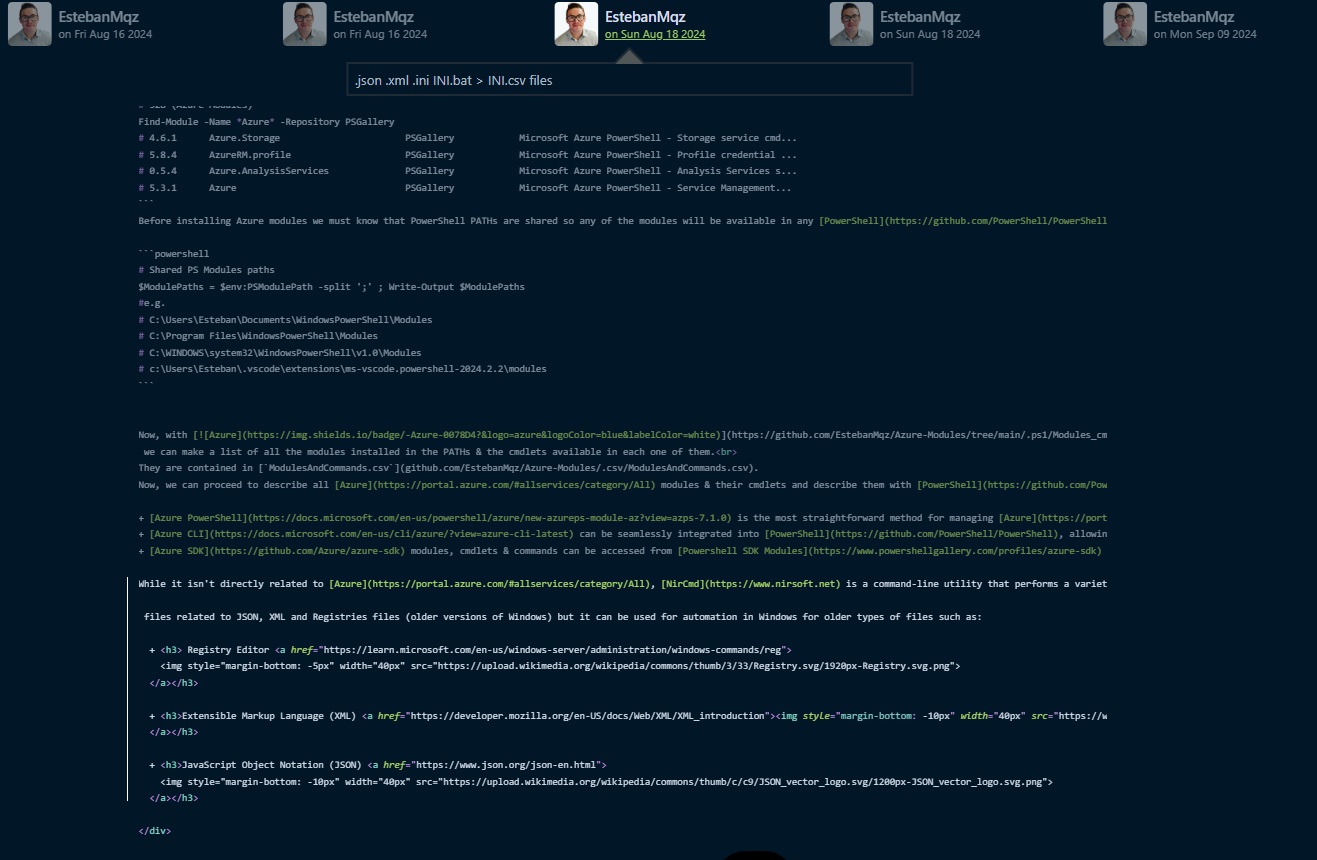 EstebanMqz EstebanMqz EstebanMqz EstebanMqz EstebanMqz
on Fri Aug 16 2024 on Fri Aug 16 2024 on Sun Aug 18 2024 on Sun Aug 18 2024 on Mon Sep 09 2024
.json .xml .ini INI.bat > INI.csv files
Find-Module -Name *Azure* -Repository PSGallery
# 4.6.1 Azure.Storage PSGallery Microsoft Azure PowerShell - Storage service cmd...
# 5.8.4 AzureRM.profile PSGallery Microsoft Azure PowerShell - Profile credential ...
# 0.5.4 Azure.AnalysisServices PSGallery Microsoft Azure PowerShell - Analysis Services s...
# 5.3.1 Azure PSGallery Microsoft Azure PowerShell - Service Management...
```
Before installing Azure modules we must know that PowerShell PATHs are shared so any of the modules will be available in any [PowerShell](https://github.com/PowerShell/PowerShell
```powershell
# Shared PS Modules paths
$ModulePaths = $env:PSModulePath -split ';' ; Write-Output $ModulePaths
#e.g.
# C:\Users\Esteban\Documents\WindowsPowerShell\Modules
# C:\Program Files\WindowsPowerShell\Modules
# C:\WINDOWS\system32\WindowsPowerShell\v1.0\Modules
# c:\Users\Esteban\.vscode\extensions\ms-vscode.powershell-2024.2.2\modules
```
Now, with [![Azure](https://img.shields.io/badge/-Azure-0078D4?&logo=azure&logoColor=blue&labelColor=white)](https://github.com/EstebanMqz/Azure-Modules/tree/main/.ps1/Modules_cm
we can make a list of all the modules installed in the PATHs & the cmdlets available in each one of them.<br>
They are contained in [`ModulesAndCommands.csv`](github.com/EstebanMqz/Azure-Modules/.csv/ModulesAndCommands.csv).
Now, we can proceed to describe all [Azure](https://portal.azure.com/#allservices/category/All) modules & their cmdlets and describe them with [PowerShell](https://github.com/Pow
+ [Azure PowerShell](https://docs.microsoft.com/en-us/powershell/azure/new-azureps-module-az?view=azps-7.1.0) is the most straightforward method for managing [Azure](https://port
+ [Azure CLI](https://docs.microsoft.com/en-us/cli/azure/?view=azure-cli-latest) can be seamlessly integrated into [PowerShell](https://github.com/PowerShell/PowerShell), allowin
+ [Azure SDK](https://github.com/Azure/azure-sdk) modules, cmdlets & commands can be accessed from [Powershell SDK Modules](https://www.powershellgallery.com/profiles/azure-sdk)
While it isn't directly related to [Azure](https://portal.azure.com/#allservices/category/All), [NirCmd](https://www.nirsoft.net) is a command-line utility that performs a variet
files related to JSON, XML and Registries files (older versions of Windows) but it can be used for automation in Windows for older types of files such as:
+ <h3> Registry Editor <a href="https://learn.microsoft.com/en-us/windows-server/administration/windows-commands/reg">
<img style="margin-bottom: -5px" width="40px" src="https://upload.wikimedia.org/wikipedia/commons/thumb/3/33/Registry.svg/1920px-Registry.svg.png">
</a></h3>
+ <h3>Extensible Markup Language (XML) <a href="https://developer.mozilla.org/en-US/docs/Web/XML/XML_introduction"><img style="margin-bottom: -10px" width="40px" src="https://w
</a></h3>
+ <h3>JavaScript Object Notation (JSON) <a href="https://www.json.org/json-en.html">
<img style="margin-bottom: -10px" width="40px" src="https://upload.wikimedia.org/wikipedia/commons/thumb/c/c9/JSON_vector_logo.svg/1200px-JSON_vector_logo.svg.png">
</a></h3>
</div>